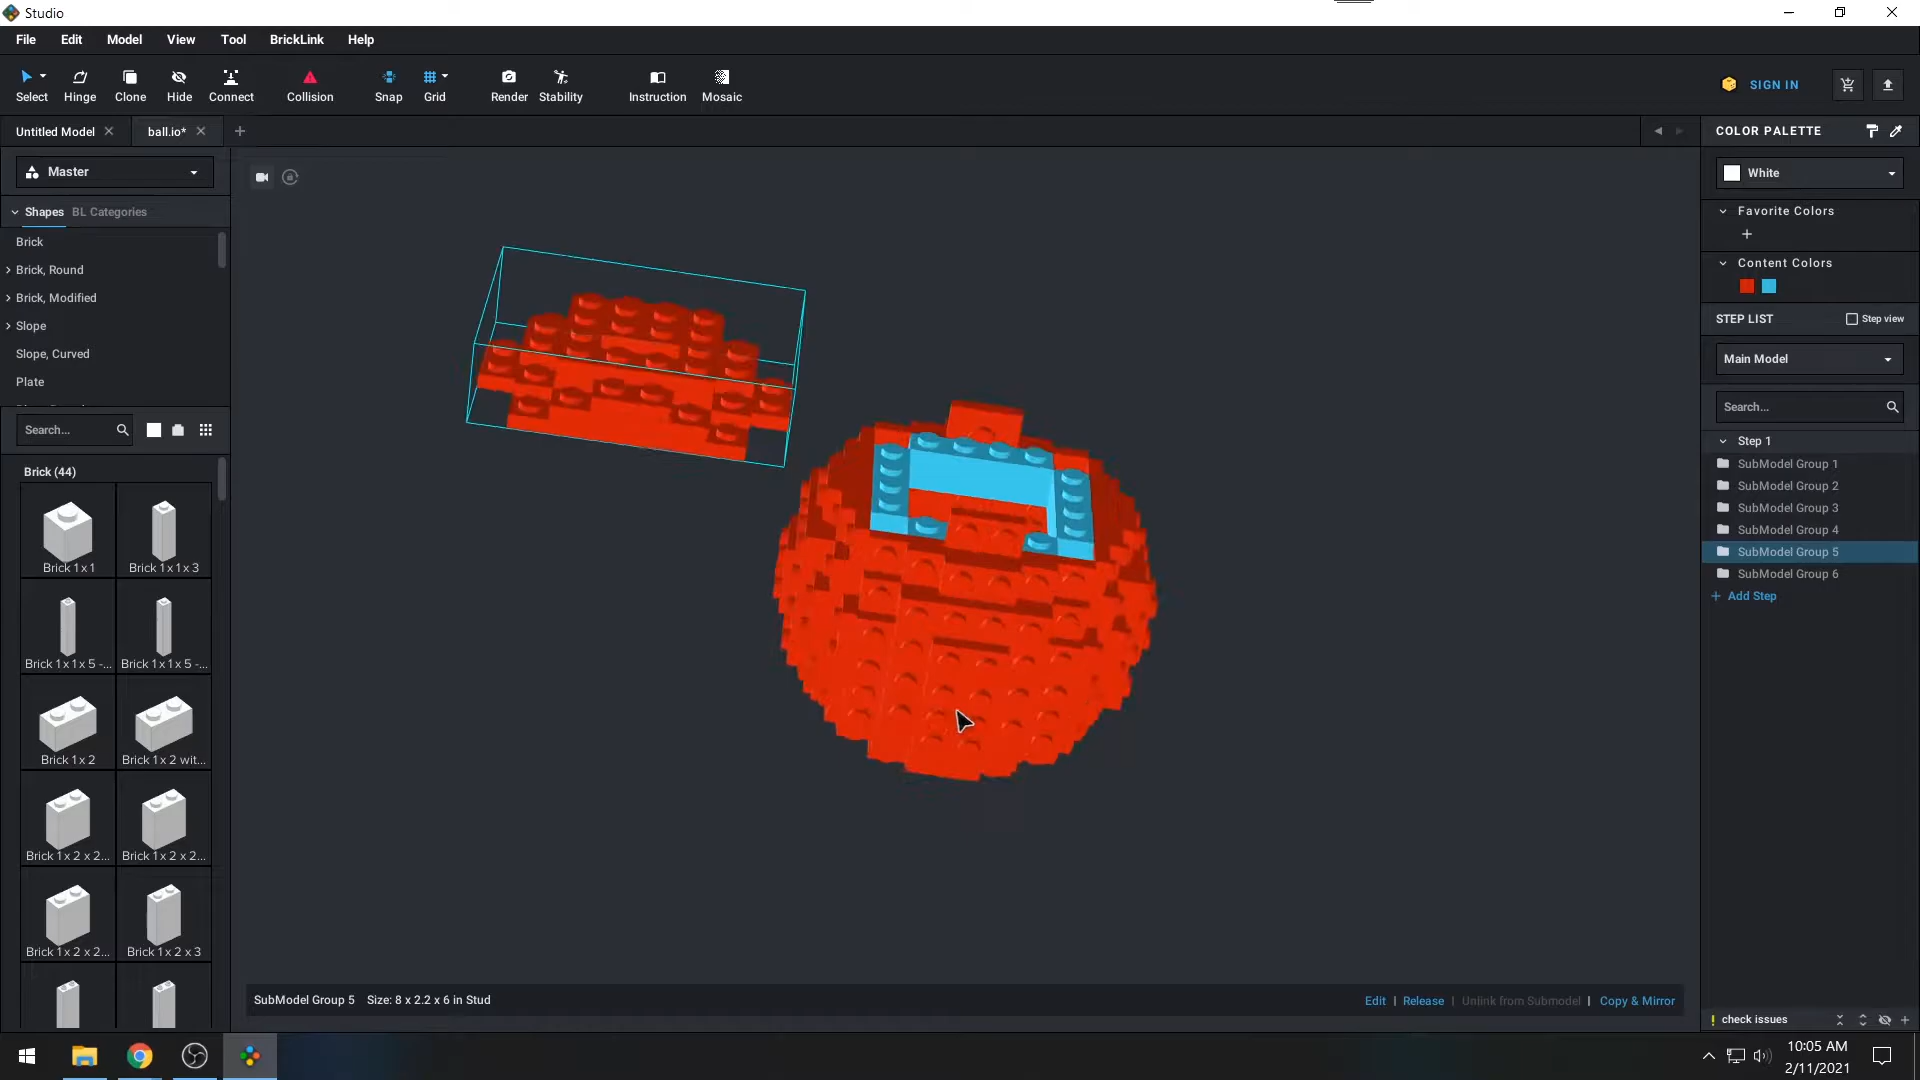 Studio
File Edit Model View Tool BrickLink Help
Select Hinge Clone Hide Connect Collision Snap Grid Render Stability Instruction Mosaic SIGN IN
Untitled Model ball.io* COLOR PALETTE
Master White
Shapes BL Categories Favorite Colors
Brick
Brick, Round Content Colors
Brick, Modified
Slope STEP LIST Step view
Slope, Curved Main Model
Plate
Search... Search...
Brick (44) Step 1
SubModel Group 1
SubModel Group 2
SubModel Group 3
SubModel Group 4
SubModel Group 5
SubModel Group 6
+ Add Step
Brick 1 x 1 Brick 1 x 1 x 3
Brick 1 x 1 x 5 -... Brick 1 x 1 x 5 -...
Brick 1 x 2 Brick 1 x 2 wit...
Brick 1 x 2 x 2... Brick 1 x 2 x 2...
Brick 1 x 2 x 2... Brick 1 x 2 x 3
SubModel Group 5 Size: 8 x 2.2 x 6 in Stud Edit | Release | Unlink from Submodel | Copy & Mirror
! check issues
10:05 AM
2/11/2021